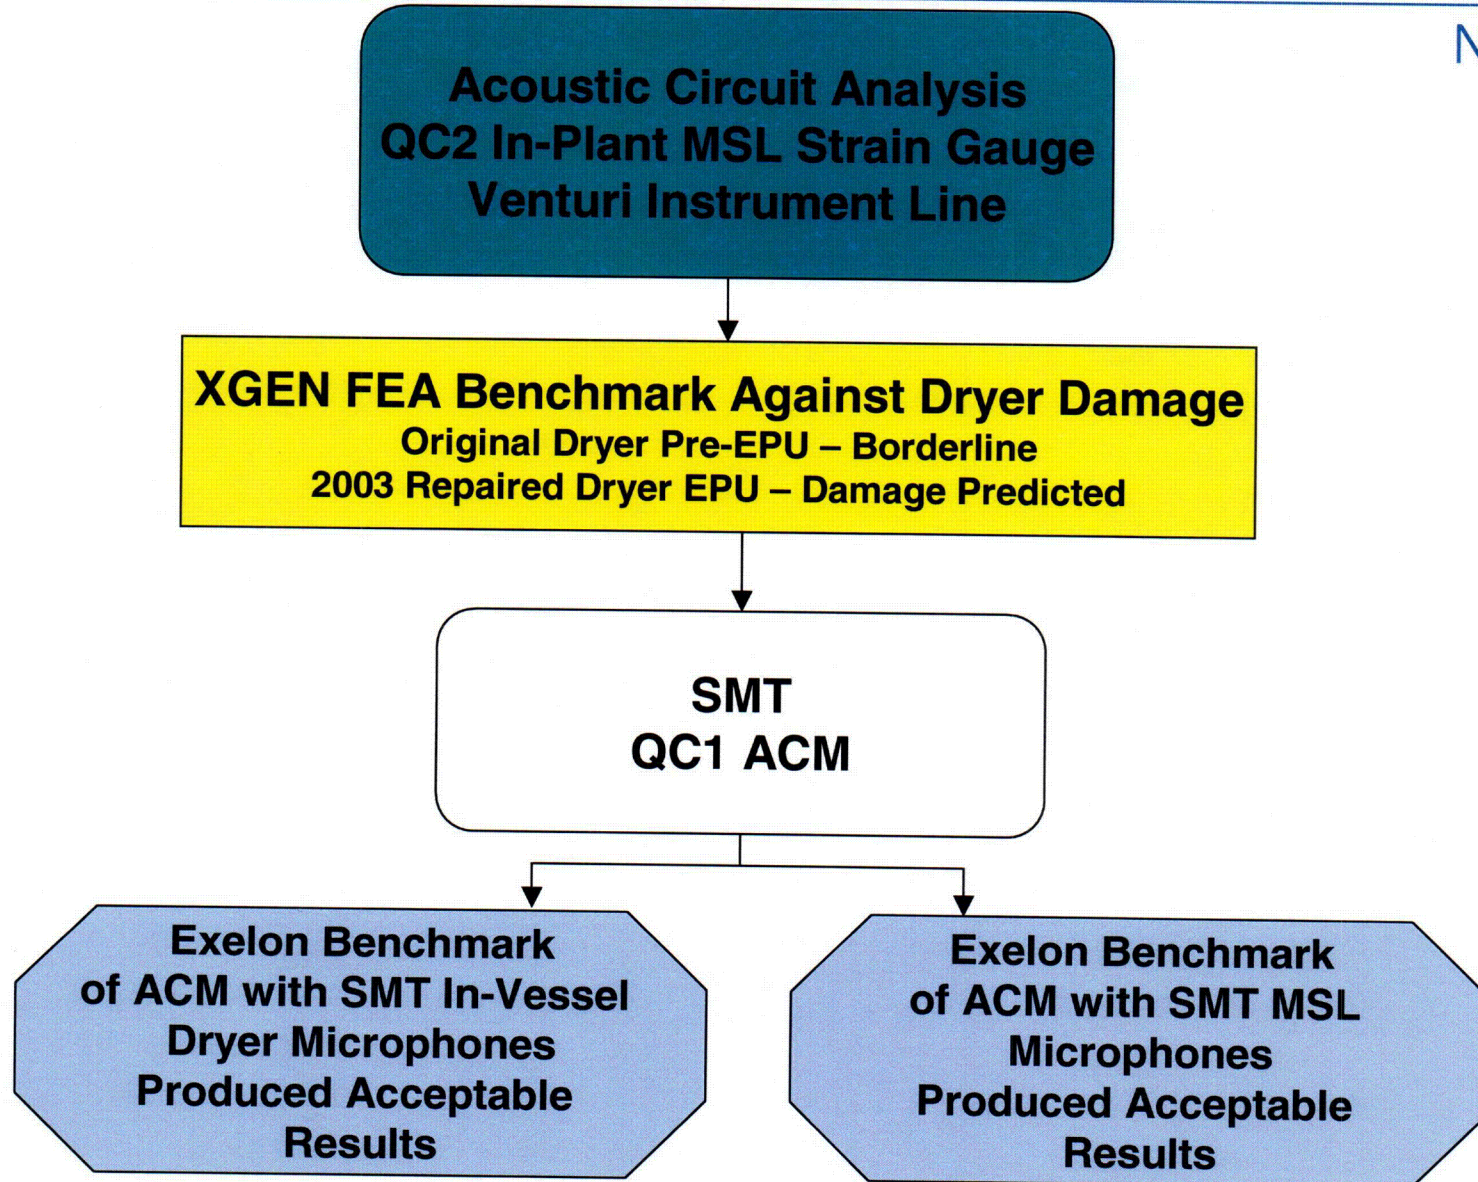 N
Acoustic Circuit Analysis
QC2 In-Plant MSL Strain Gauge
Venturi Instrument Line
XGEN FEA Benchmark Against Dryer Damage
Original Dryer Pre-EPU – Borderline
2003 Repaired Dryer EPU – Damage Predicted
SMT
QC1 ACM
Exelon Benchmark
of ACM with SMT In-Vessel
Dryer Microphones
Produced Acceptable
Results
Exelon Benchmark
of ACM with SMT MSL
Microphones
Produced Acceptable
Results